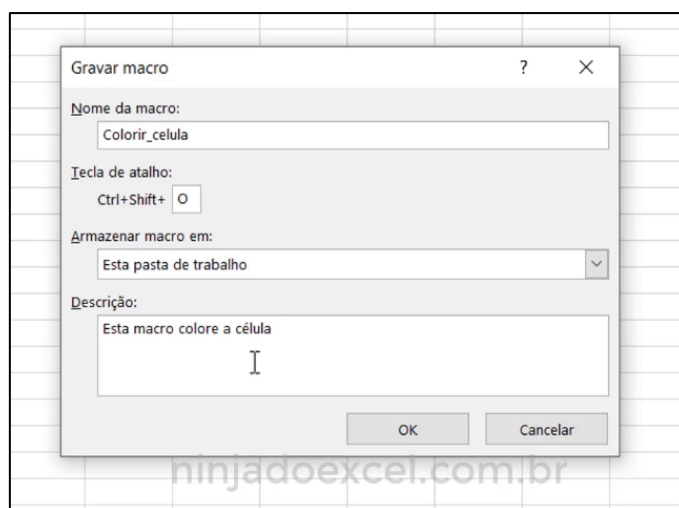 Gravar macro ?
Nome da macro:
Colorir_celula
Tecla de atalho:
Ctrl+Shift+ O
Armazenar macro em:
Esta pasta de trabalho
Descrição:
Esta macro colore a célula
OK Cancelar
ninjadoexcel.com.br